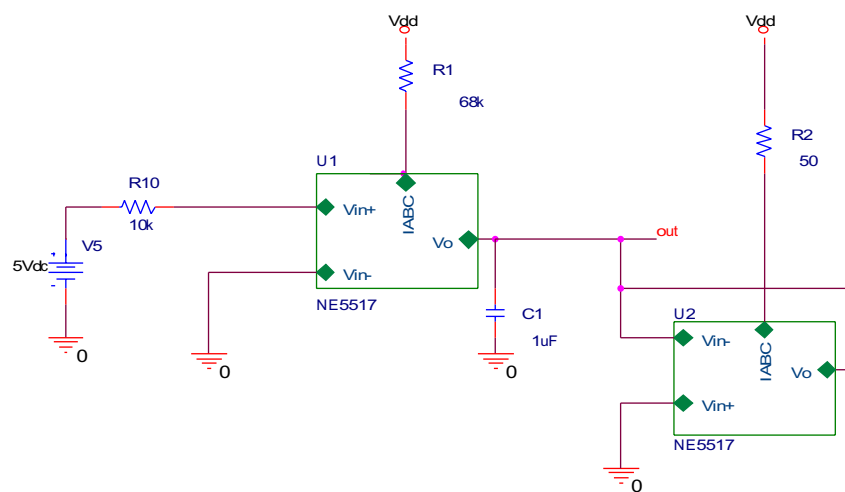 Vdd
Vdd
R1
68k
R2
50
U1
R10
10k
Vin+
IABC
Vo
out
V5
5Vdc
Vin-
NE5517
C1
1uF
U2
0
0
0
Vin-
IABC
Vo
Vin+
NE5517
0